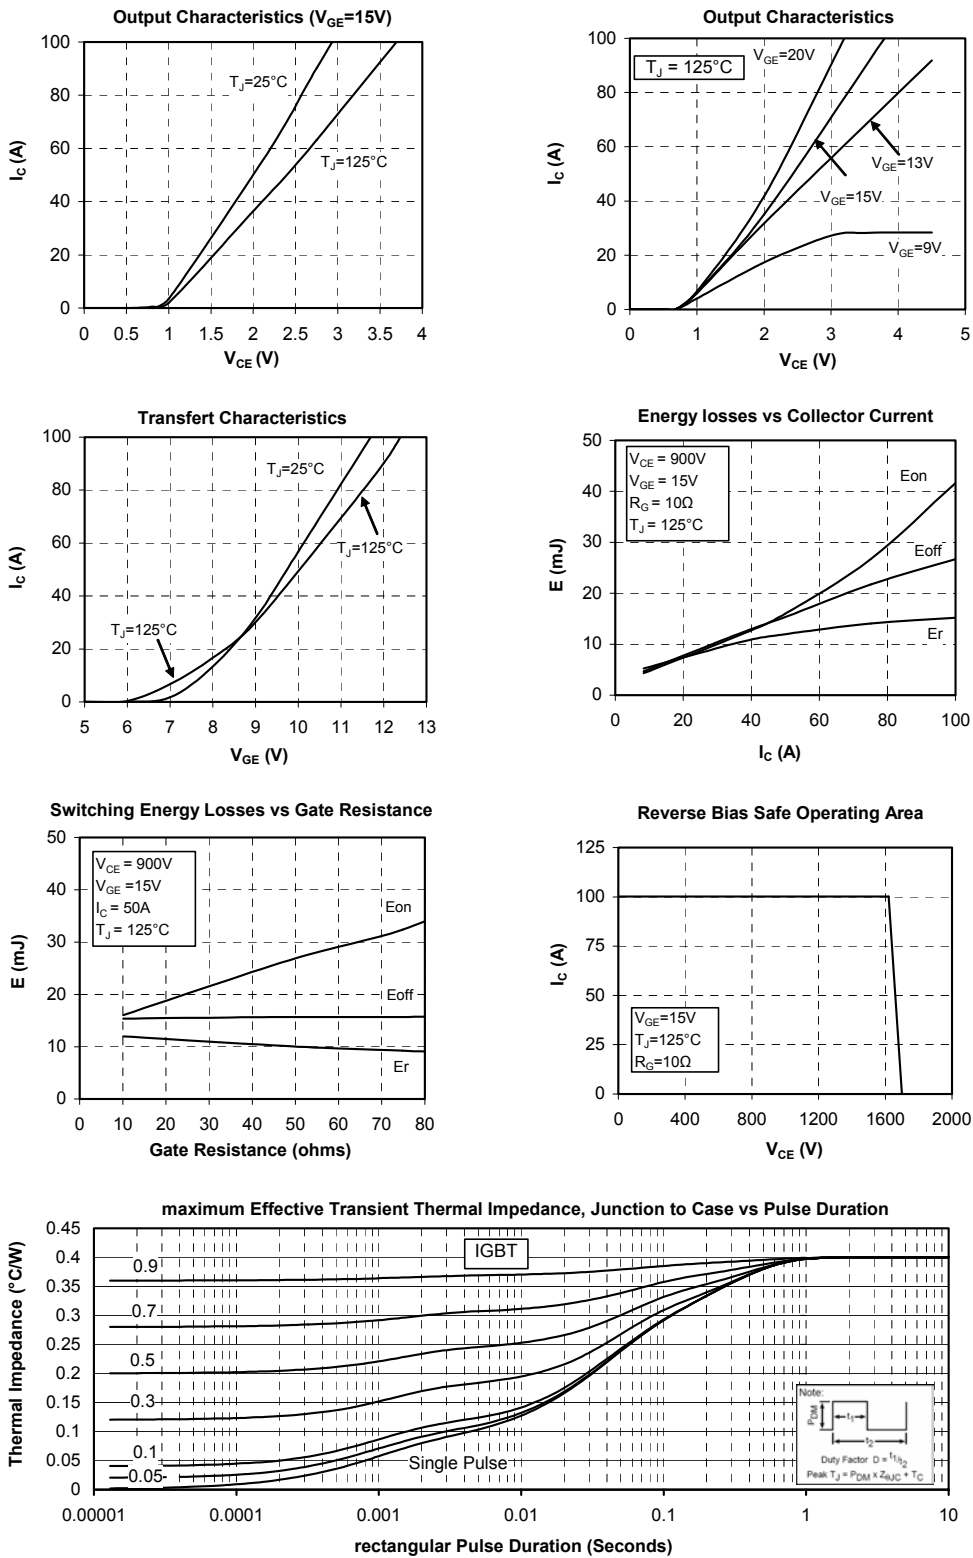 Output Characteristics (VGE=15V)
100
80
60
40
20
0
IC (A)
TJ=25°C
TJ=125°C
0 0.5 1 1.5 2 2.5 3 3.5 4
VCE (V)
Output Characteristics
100
80
60
40
20
0
IC (A)
TJ = 125°C
VGE=20V
VGE=13V
VGE=15V
VGE=9V
0 1 2 3 4 5
VCE (V)
Transfert Characteristics
100
80
60
40
20
0
IC (A)
TJ=25°C
TJ=125°C
TJ=125°C
5 6 7 8 9 10 11 12 13
VGE (V)
Energy losses vs Collector Current
50
40
30
20
10
0
E (mJ)
VCE = 900V
VGE = 15V
RG = 10Ω
TJ = 125°C
Eon
Eoff
Er
0 20 40 60 80 100
IC (A)
Switching Energy Losses vs Gate Resistance
50
40
30
20
10
0
E (mJ)
VCE = 900V
VGE =15V
IC = 50A
TJ = 125°C
Eon
Eoff
Er
0 10 20 30 40 50 60 70 80
Gate Resistance (ohms)
Reverse Bias Safe Operating Area
125
100
75
50
25
0
IC (A)
VGE=15V
TJ=125°C
RG=10Ω
0 400 800 1200 1600 2000
VCE (V)
maximum Effective Transient Thermal Impedance, Junction to Case vs Pulse Duration
0.45
0.4
0.35
0.3
0.25
0.2
0.15
0.1
0.05
0
Thermal Impedance (°C/W)
IGBT
0.9
0.7
0.5
0.3
0.1
0.05
Single Pulse
Note:
PDM
t1
t2
Duty Factor D = t1/t2
Peak TJ = PDM x ZθJC + TC
0.00001 0.0001 0.001 0.01 0.1 1 10
rectangular Pulse Duration (Seconds)